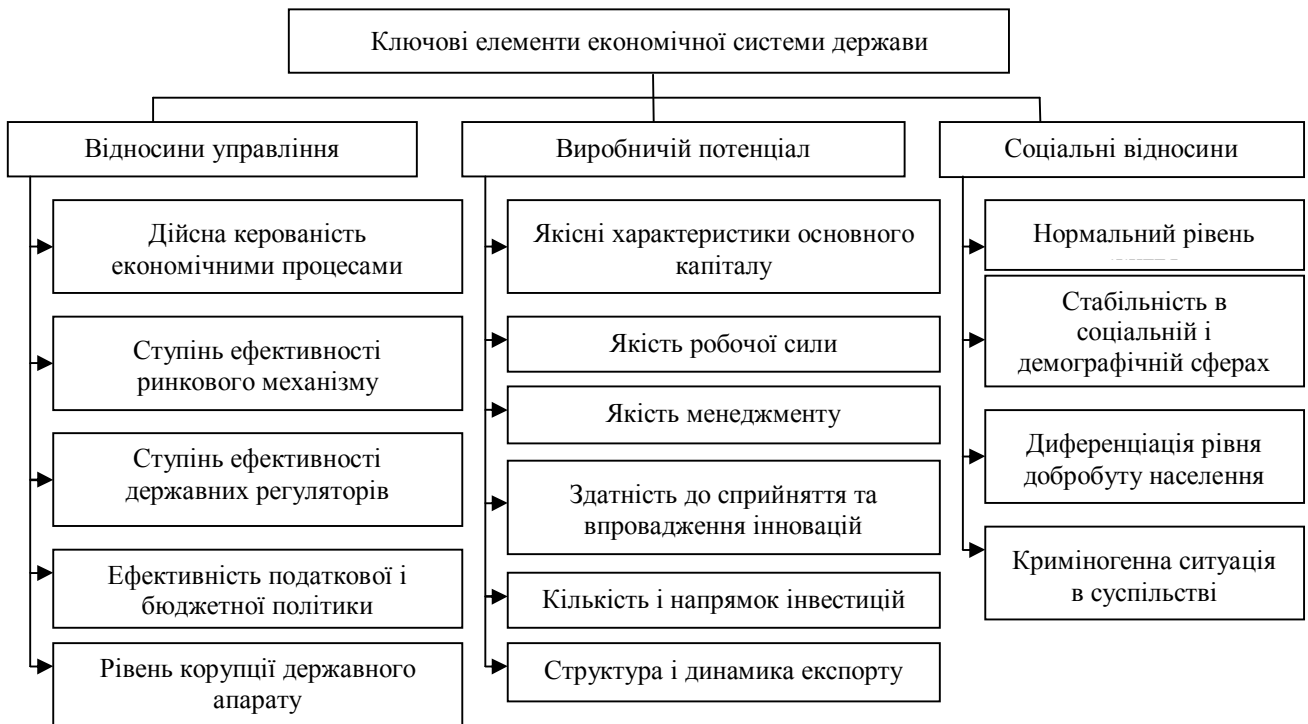 Ключові елементи економічної системи держави
Відносини управління
Дійсна керованість
економічними процесами
Ступінь ефективності
ринкового механізму
Ступінь ефективності
державних регуляторів
Ефективність податкової і
бюджетної політики
Рівень корупції державного
апарату
Виробничій потенціал
Якісні характеристики основного
капіталу
Якість робочої сили
Якість менеджменту
Здатність до сприйняття та
впровадження інновацій
Кількість і напрямок інвестицій
Структура і динамика експорту
Соціальні відносини
Нормальний рівень
Стабільність в
соціальній і
демографічній сферах
Диференціація рівня
добробуту населення
Криміногенна ситуація
в суспільстві